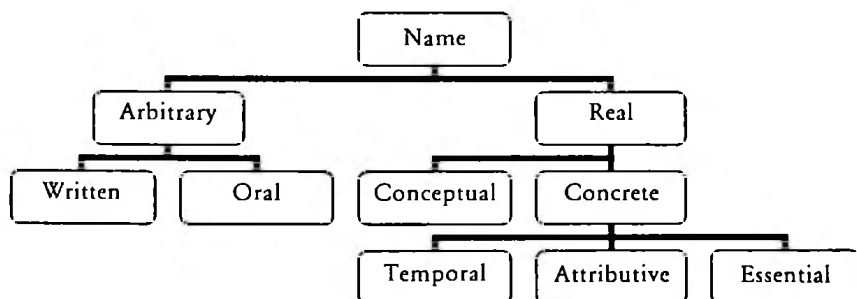 Name
Arbitrary Real
Written Oral Conceptual Concrete
Temporal Attributive Essential